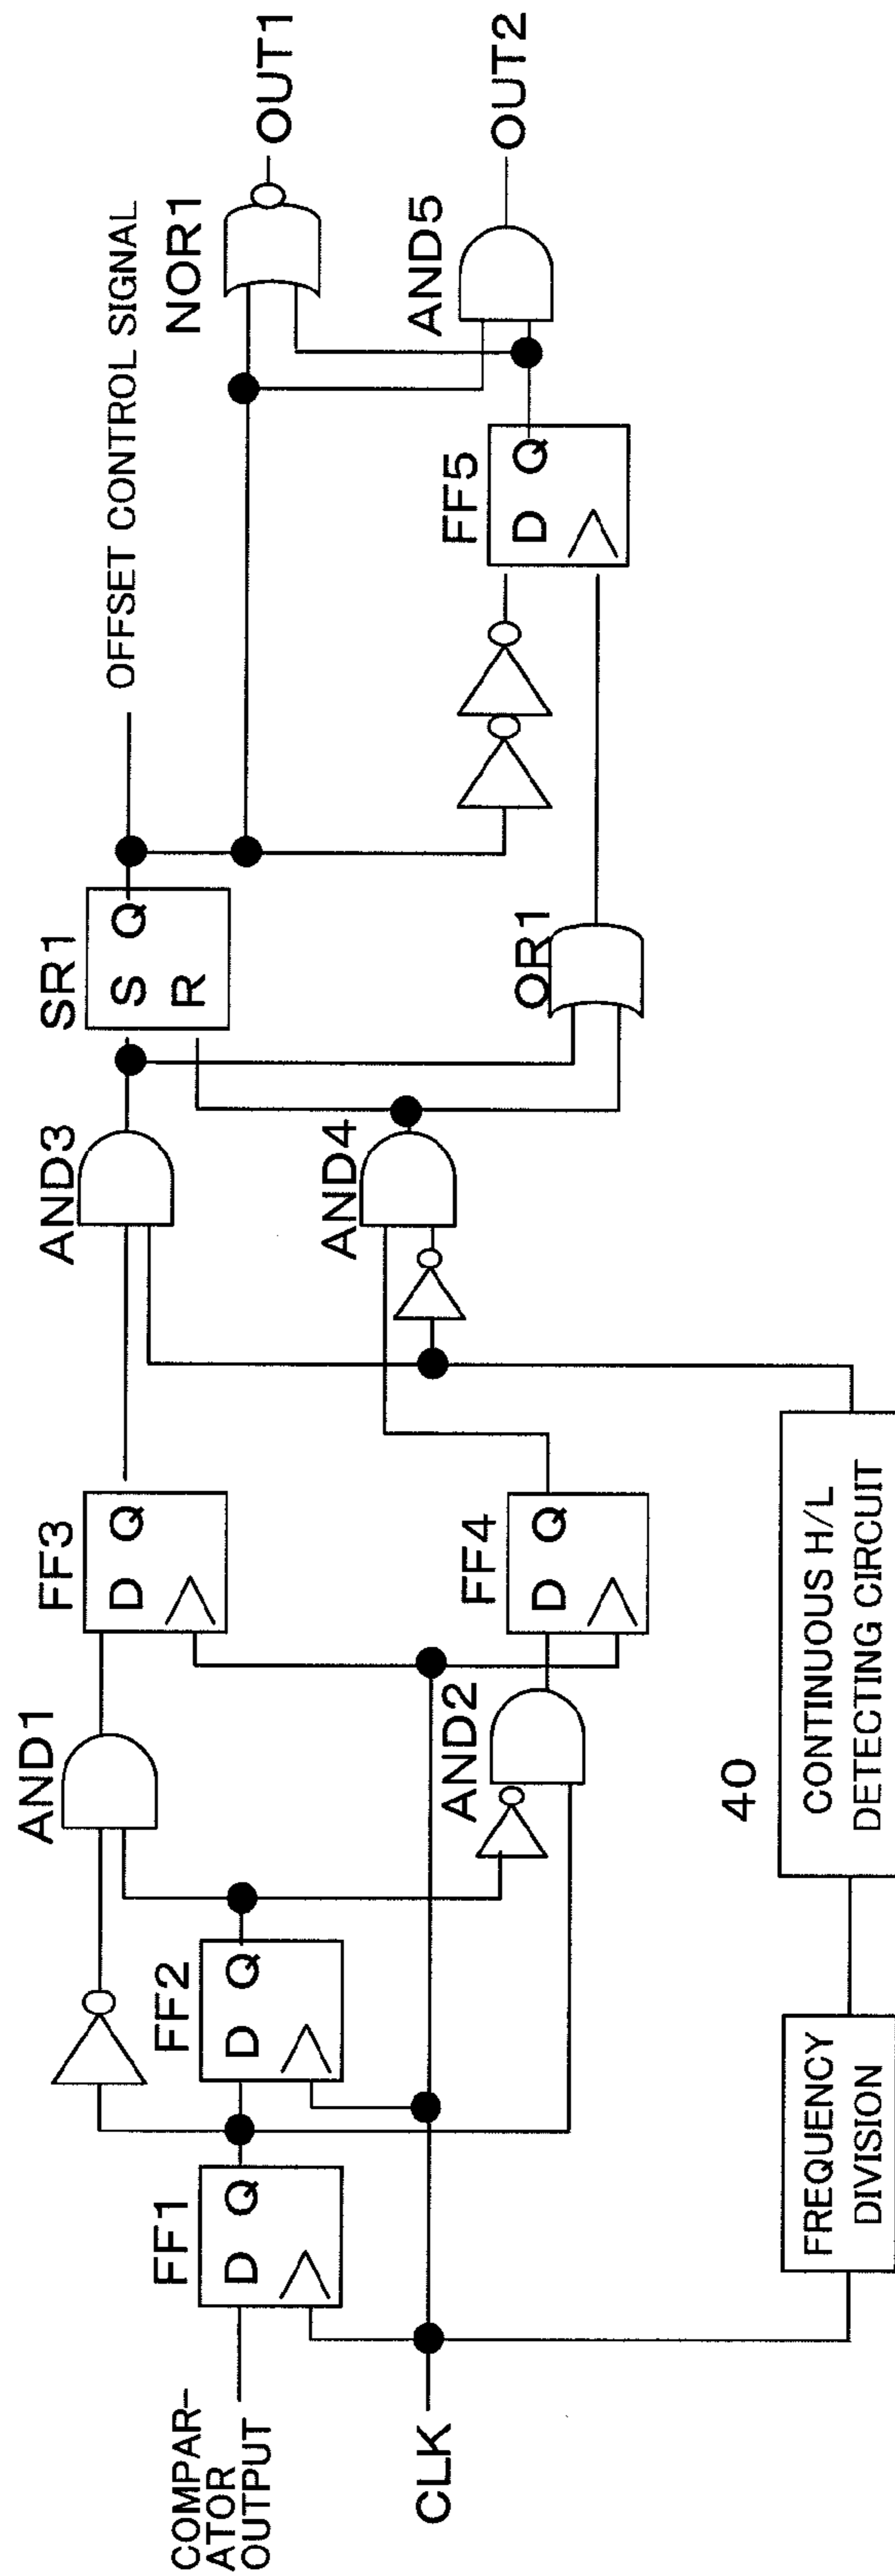 COMPAR-
ATOR
OUTPUT
CLK
FF1
D Q
FF2
D Q
AND1
AND2
FF3
D Q
FF4
D Q
FREQUENCY
DIVISION
40
CONTINUOUS H/L
DETECTING CIRCUIT
AND3
AND4
SR1
S Q
R
OR1
OFFSET CONTROL SIGNAL
FF5
D Q
NOR1
AND5
OUT1
OUT2